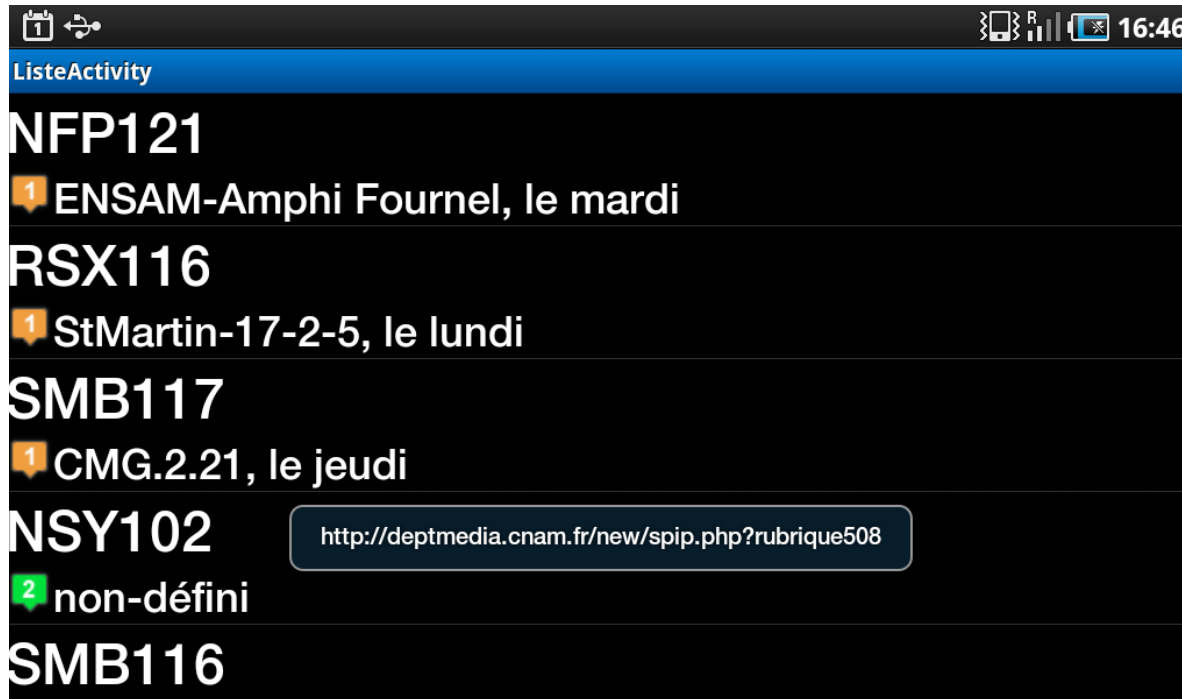 1 R 16:46
ListeActivity
NFP121
1 ENSAM-Amphi Fournel, le mardi
RSX116
1 StMartin-17-2-5, le lundi
SMB117
1 CMG.2.21, le jeudi
NSY102
http://deptmedia.cnam.fr/new/spip.php?rubrique508
2 non-défini
SMB116